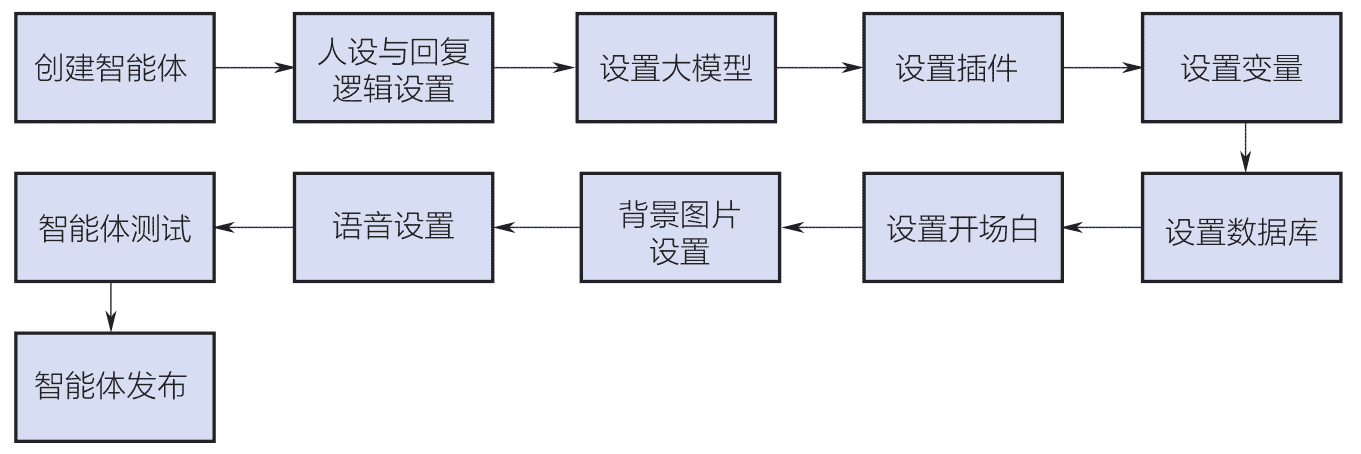 创建智能体
人设与回复
逻辑设置
设置大模型
设置插件
设置变量
设置数据库
设置开场白
背景图片
设置
语音设置
智能体测试
智能体发布